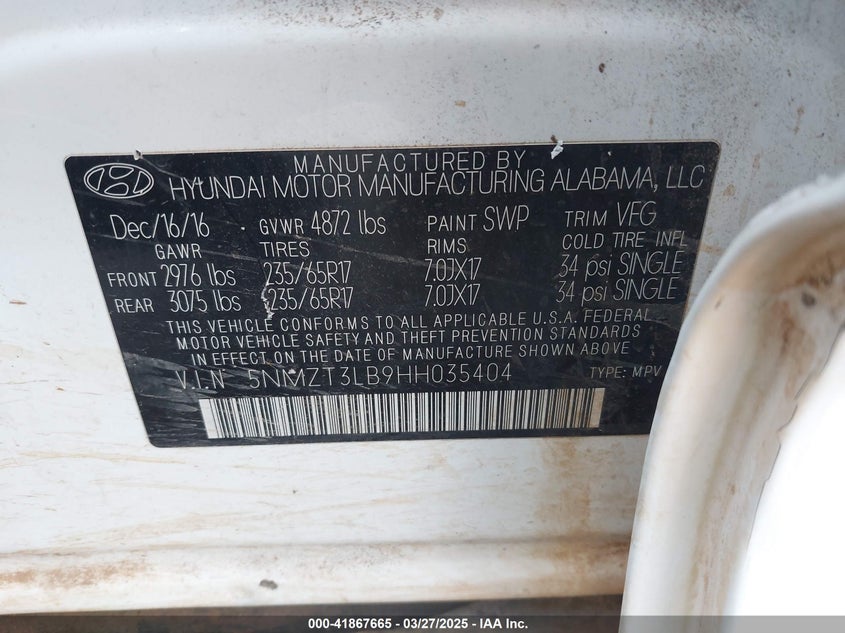 MANUFACTURED BY
HYUNDAI MOTOR MANUFACTURING ALABAMA, LLC
Dec/16/16 GVWR 4872 lbs PAINT SWP TRIM VFG
GAWR TIRES RIMS COLD TIRE INFL
FRONT 2976 lbs 235/65R17 7.0JX17 34 psi SINGLE
REAR 3075 lbs 235/65R17 7.0JX17 34 psi SINGLE
THIS VEHICLE CONFORMS TO ALL APPLICABLE U.S.A. FEDERAL
MOTOR VEHICLE SAFETY AND THEFT PREVENTION STANDARDS
IN EFFECT ON THE DATE OF MANUFACTURE SHOWN ABOVE.
V.I.N 5NMZT3LB9HH035404 TYPE: MPV
000-41867665 - 03/27/2025 - IAA Inc.